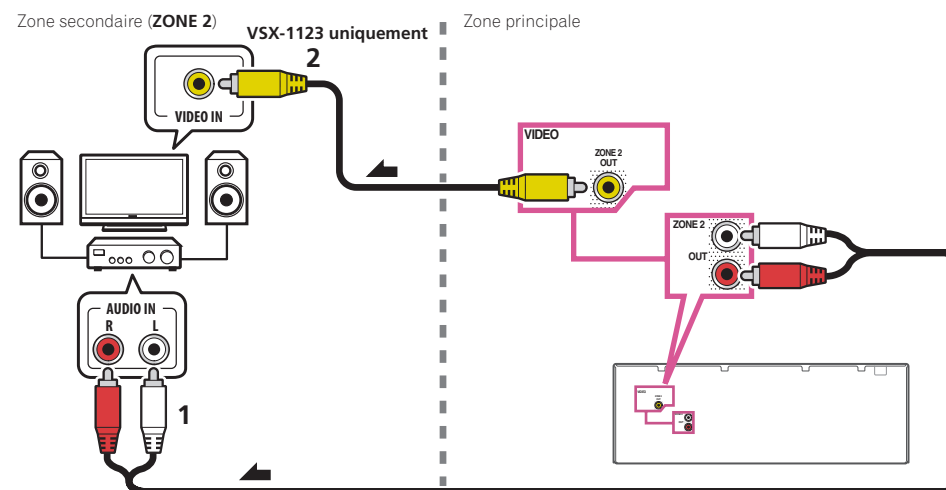 Zone secondaire (ZONE 2)
VSX-1123 uniquement
2
Zone principale
VIDEO IN
VIDEO
ZONE 2
OUT
ZONE 2
OUT
AUDIO IN
R L
1
VIDEO